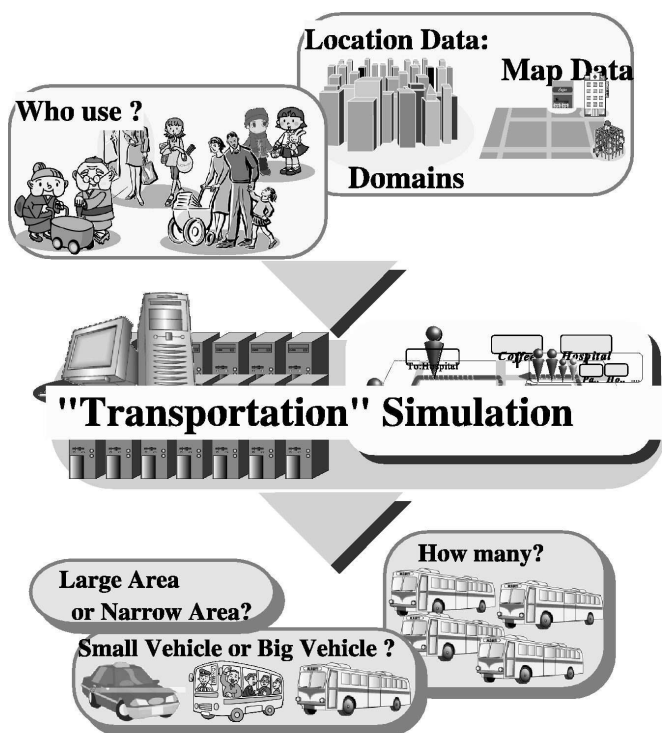 Location Data:
Map Data
Who use ?
Domains
To:Hospital
Coffee
Hospital
"Transportation" Simulation
How many?
Large Area
or Narrow Area?
Small Vehicle or Big Vehicle ?